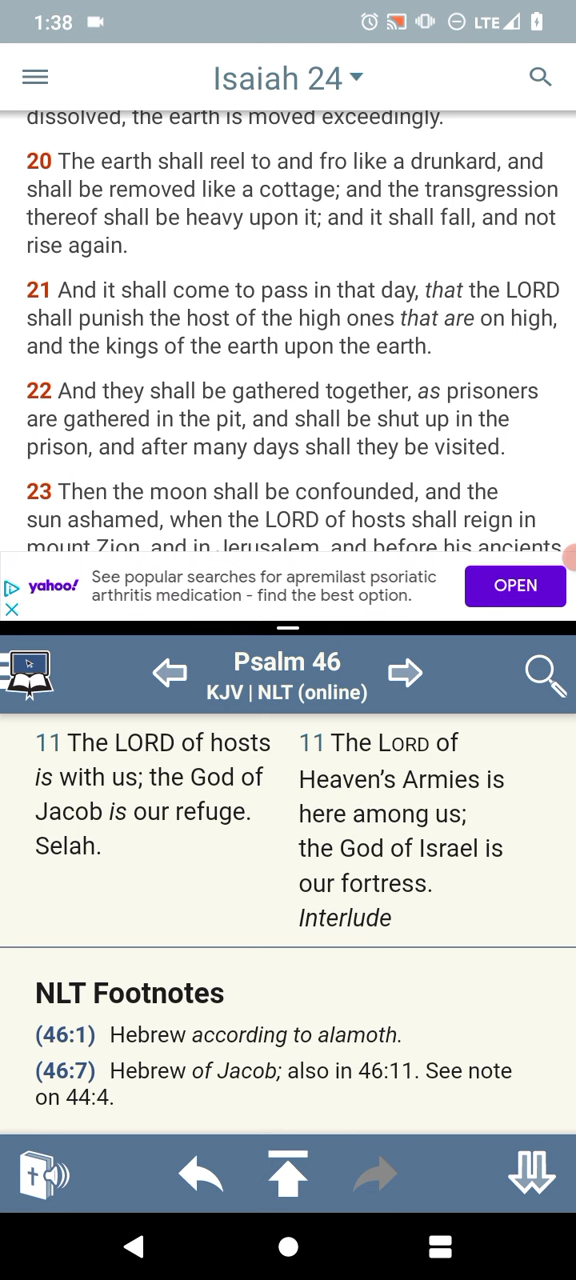 1:38
LTE
Isaiah 24
dissolved, the earth is moved exceedingly.
20 The earth shall reel to and fro like a drunkard, and
shall be removed like a cottage; and the transgression
thereof shall be heavy upon it; and it shall fall, and not
rise again.
21 And it shall come to pass in that day, that the LORD
shall punish the host of the high ones that are on high,
and the kings of the earth upon the earth.
22 And they shall be gathered together, as prisoners
are gathered in the pit, and shall be shut up in the
prison, and after many days shall they be visited.
23 Then the moon shall be confounded, and the
sun ashamed, when the LORD of hosts shall reign in
mount Zion, and in Jerusalem, and before his ancients
yahoo!
See popular searches for apremilast psoriatic
arthritis medication - find the best option.
OPEN
Psalm 46
KJV | NLT (online)
11 The LORD of hosts
is with us; the God of
Jacob is our refuge.
Selah.
11 The LORD of
Heaven’s Armies is
here among us;
the God of Israel is
our fortress.
Interlude
NLT Footnotes
(46:1) Hebrew according to alamoth.
(46:7) Hebrew of Jacob; also in 46:11. See note
on 44:4.